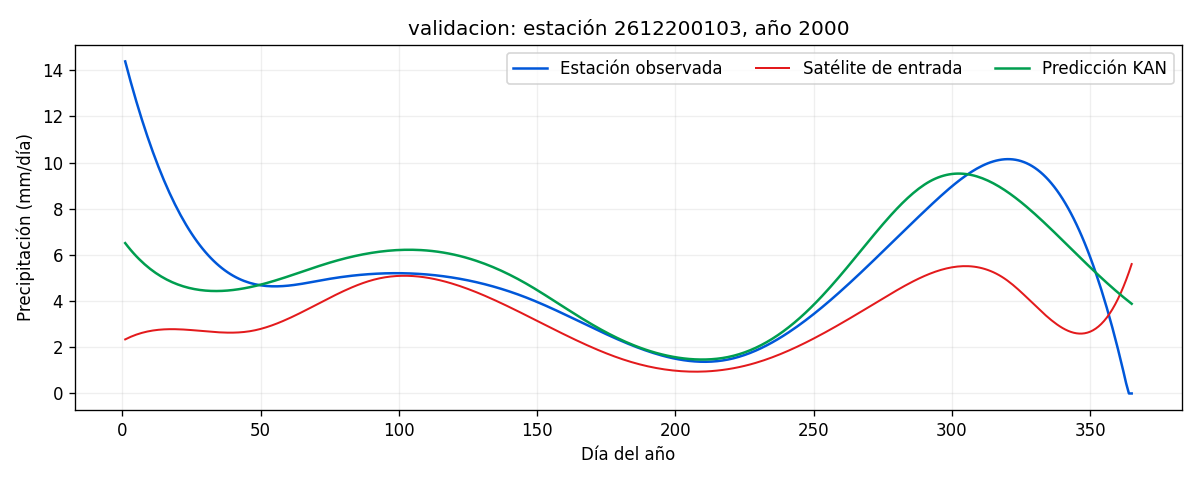 validacion: estación 2612200103, año 2000
Estación observada
Satélite de entrada
Predicción KAN
Precipitación (mm/día)
14
12
10
8
6
4
2
0
0
50
100
150
200
250
300
350
Día del año